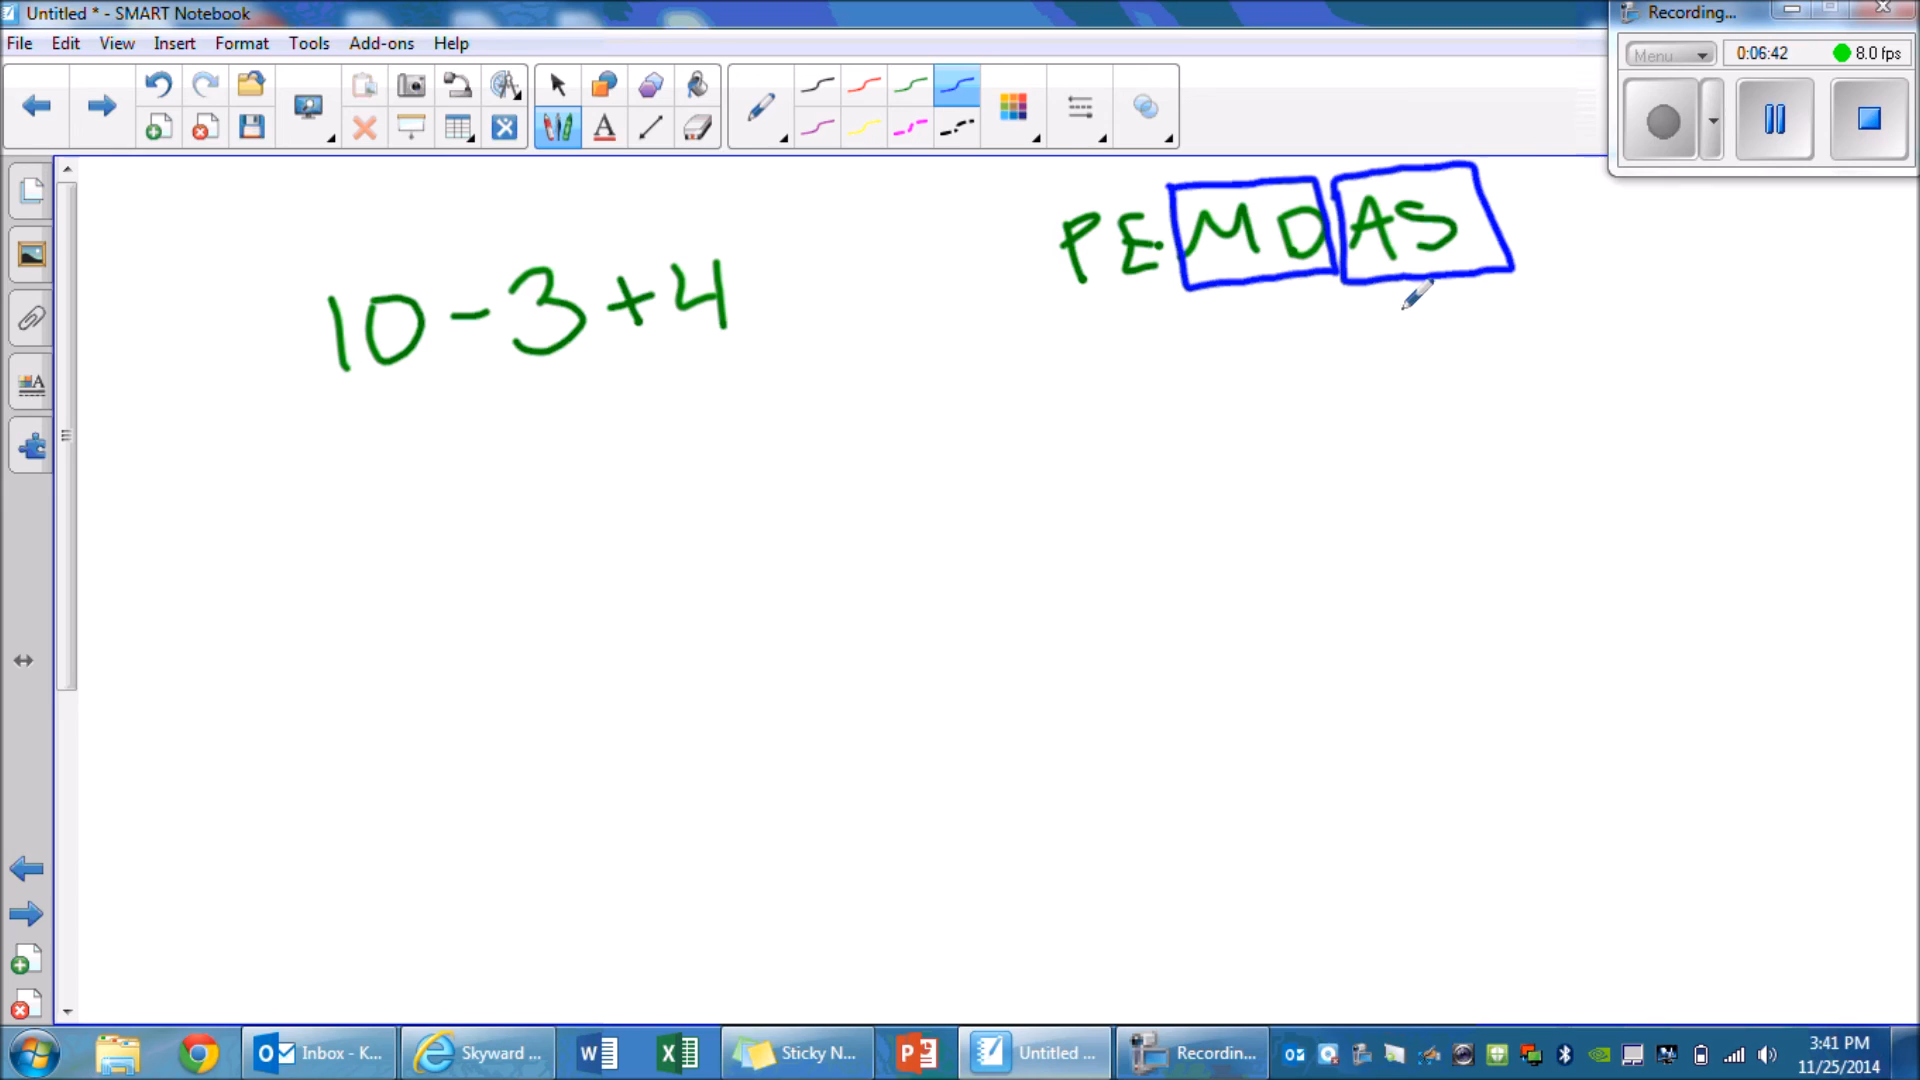 Untitled * - SMART Notebook
Recording...
File Edit View Insert Format Tools Add-ons Help
Menu 0:06:42 8.0 fps
PEMDAS
10-3+4
Inbox - K... Skyward ... Sticky N... Untitled ... Recordin...
3:41 PM
11/25/2014